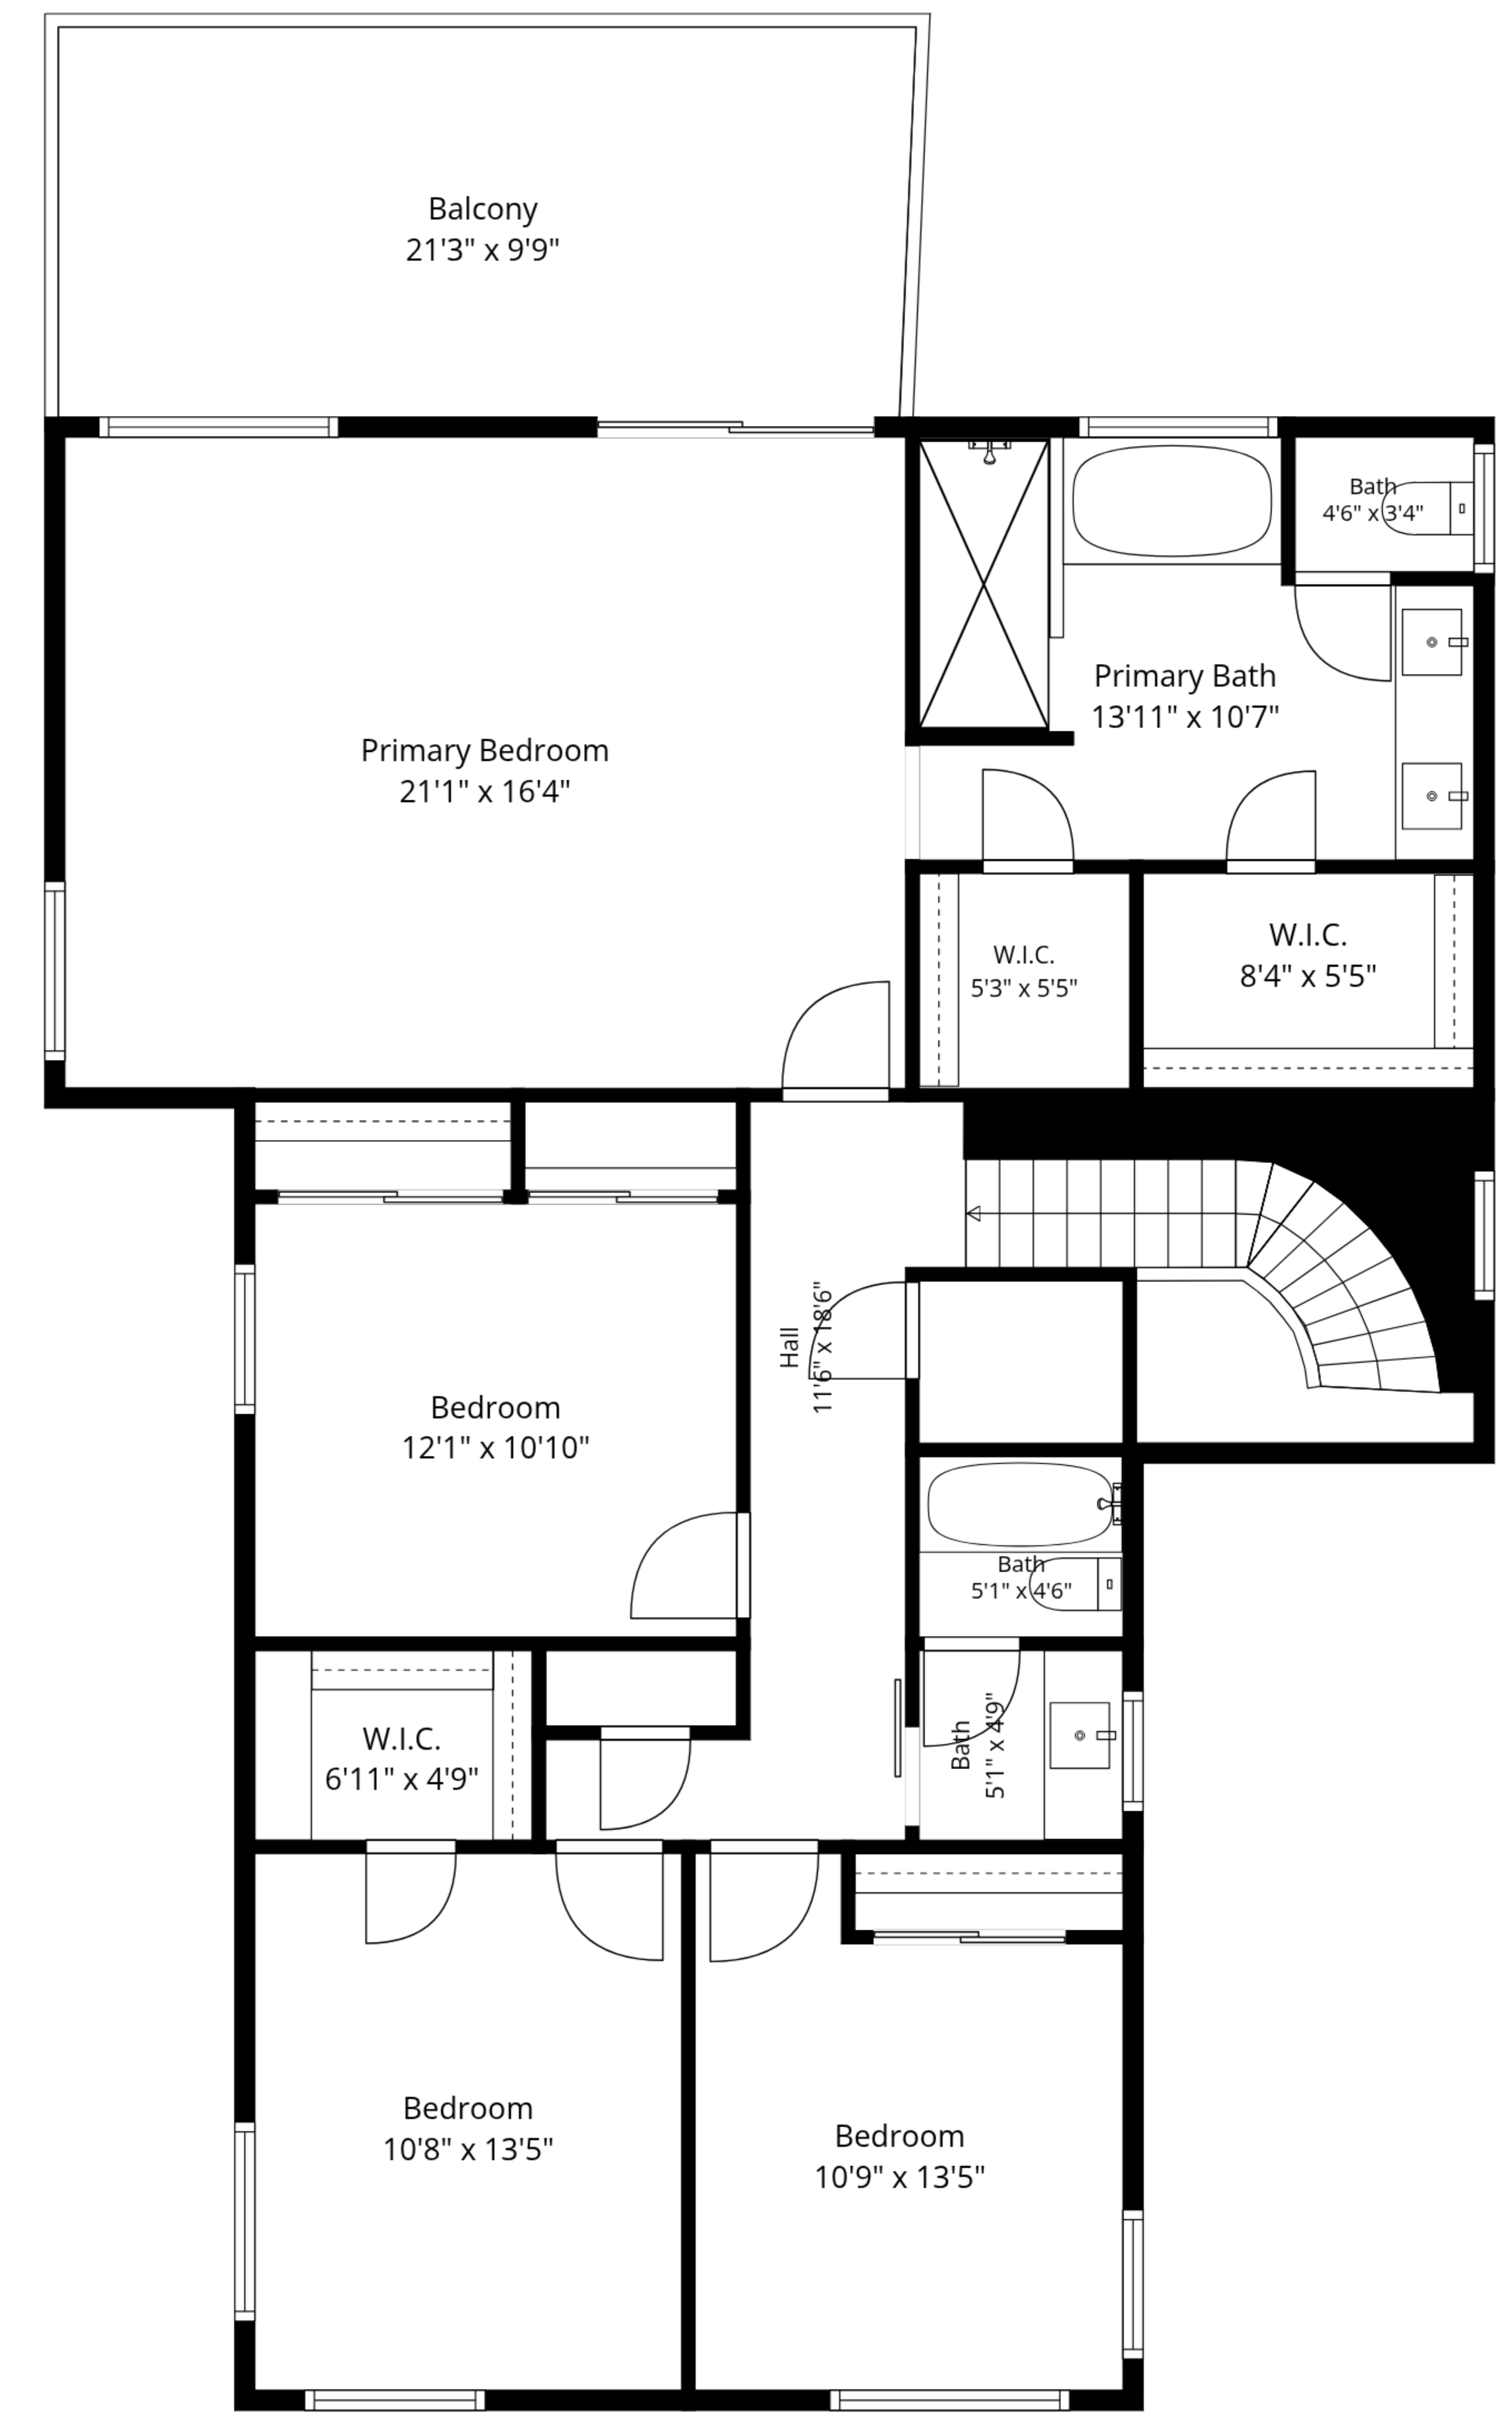 Balcony
21'3" x 9'9"
Bath
4'6" x 3'4"
Primary Bath
13'11" x 10'7"
Primary Bedroom
21'1" x 16'4"
W.I.C.
5'3" x 5'5"
W.I.C.
8'4" x 5'5"
Hall
11'6" x 18'6"
Bedroom
12'1" x 10'10"
Bath
5'1" x 4'6"
Bath
5'1" x 4'9"
W.I.C.
6'11" x 4'9"
Bedroom
10'8" x 13'5"
Bedroom
10'9" x 13'5"